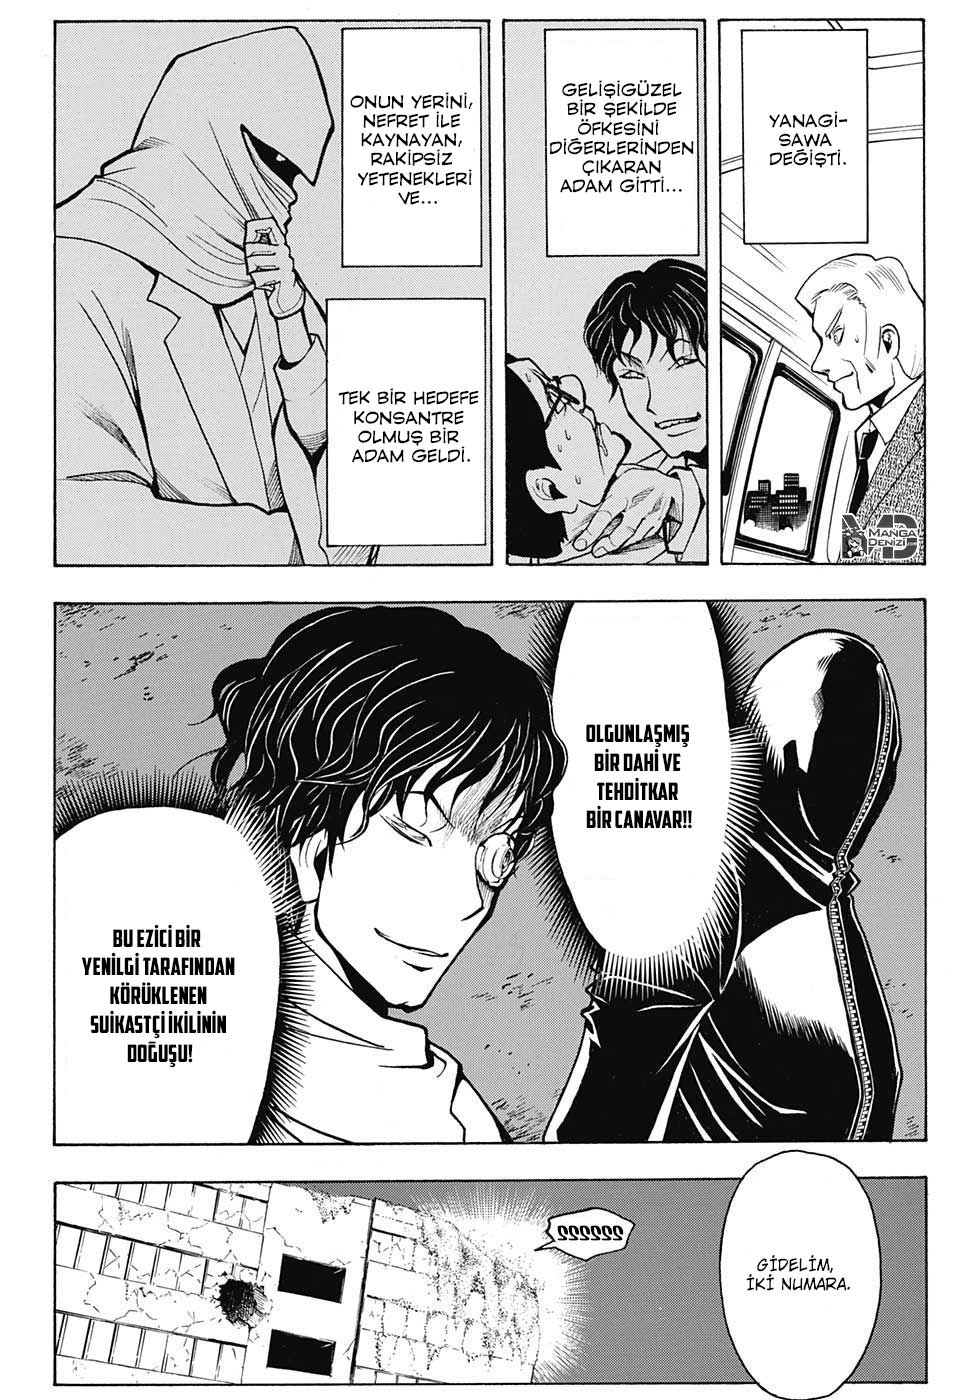 YANAGİ-
SAWA
DEĞİŞTİ.
GELİŞİGÜZEL
BİR ŞEKİLDE
ÖFKESİNİ
DİĞERLERİNDEN
ÇIKARAN
ADAM GİTTİ...
ONUN YERİNİ,
NEFRET İLE
KAYNAYAN,
RAKİPSİZ
YETENEKLERİ
VE...
TEK BİR HEDEFE
KONSANTRE
OLMUŞ BİR
ADAM GELDİ.
MANGA
DENİZİ
OLGUNLAŞMIŞ
BİR DAHİ VE
TEHDİTKAR
BİR CANAVAR!!
BU EZİCİ BİR
YENİLGİ TARAFINDAN
KÖRÜKLENEN
SUİKASTÇİ İKİLİNİN
DOĞUŞU!
GİDELİM,
İKİ NUMARA.